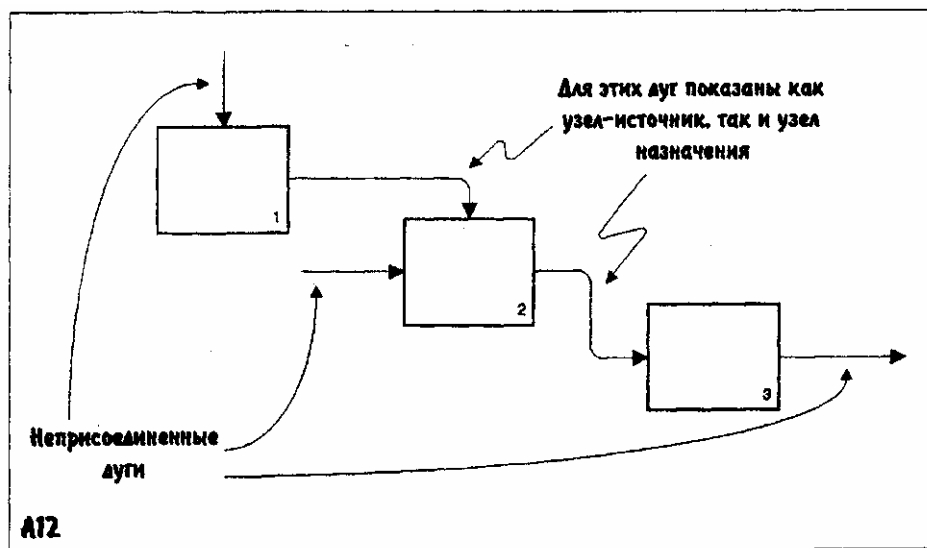 Для этих дуг показаны как
узел-источник, так и узел
назначения
1
2
3
Неприсоединенные
дуги
A12